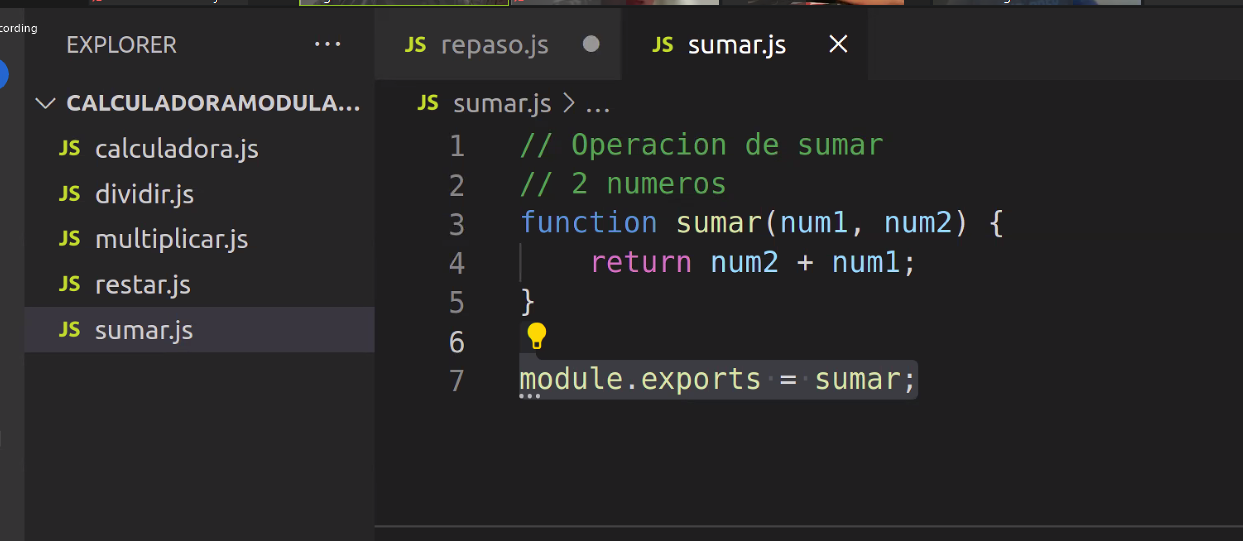 cording
EXPLORER ...
JS repaso.js
JS sumar.js
CALCULADORAMODULA...
JS sumar.js > ...
JS calculadora.js
JS dividir.js
JS multiplicar.js
JS restar.js
JS sumar.js
1 // Operacion de sumar
2 // 2 numeros
3 function sumar(num1, num2) {
4 return num2 + num1;
5 }
6
7 module.exports = sumar;